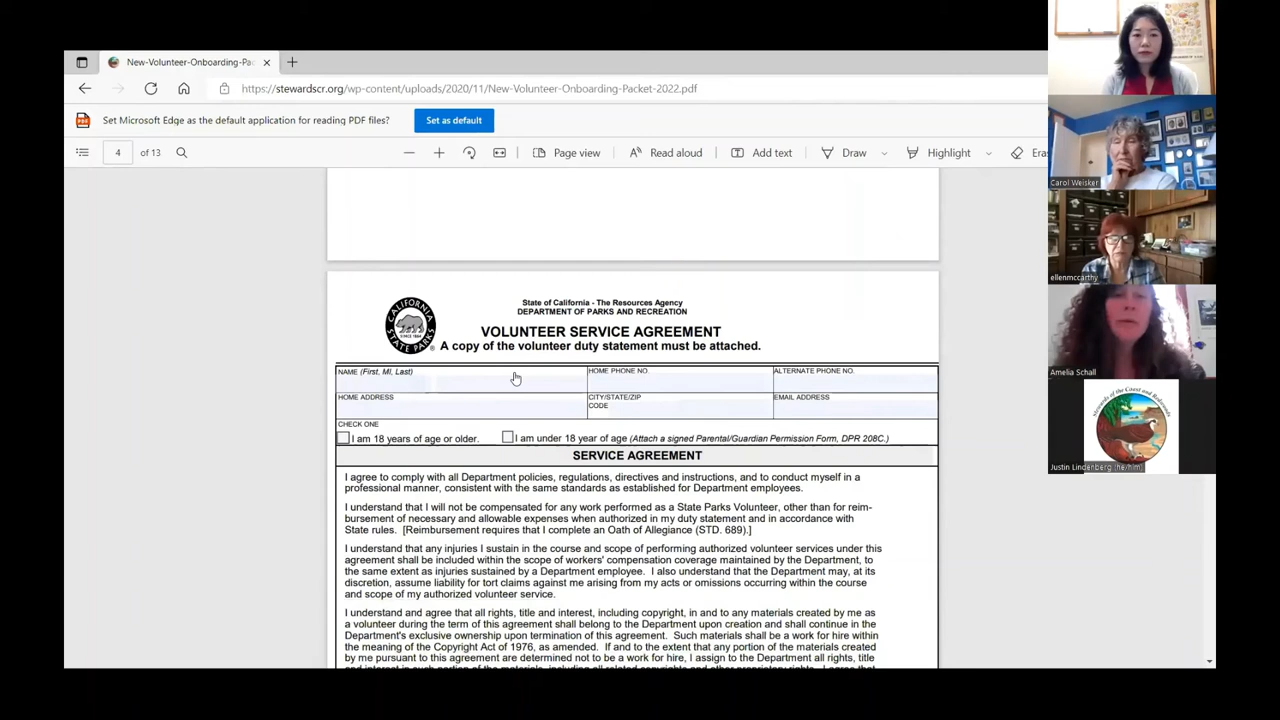 New-Volunteer-Onboarding-Pac
https://stewardscr.org/wp-content/uploads/2020/11/New-Volunteer-Onboarding-Packet-2022.pdf
Set Microsoft Edge as the default application for reading PDF files?
Set as default
4 of 13
Page view
Read aloud
Add text
Draw
Highlight
Eras
CALIFORNIA
SINCE 1864
STATE PARKS
State of California - The Resources Agency
DEPARTMENT OF PARKS AND RECREATION
VOLUNTEER SERVICE AGREEMENT
A copy of the volunteer duty statement must be attached.
NAME (First, MI, Last)
HOME PHONE NO.
ALTERNATE PHONE NO.
HOME ADDRESS
CITY/STATE/ZIP
CODE
EMAIL ADDRESS
CHECK ONE
I am 18 years of age or older.
I am under 18 year of age (Attach a signed Parental/Guardian Permission Form, DPR 208C.)
SERVICE AGREEMENT
I agree to comply with all Department policies, regulations, directives and instructions, and to conduct myself in a
professional manner, consistent with the same standards as established for Department employees.
I understand that I will not be compensated for any work performed as a State Parks Volunteer, other than for reim-
bursement of necessary and allowable expenses when authorized in my duty statement and in accordance with
State rules. [Reimbursement requires that I complete an Oath of Allegiance (STD. 689).]
I understand that any injuries I sustain in the course and scope of performing authorized volunteer services under this
agreement shall be included within the scope of workers' compensation coverage maintained by the Department, to
the same extent as injuries sustained by a Department employee. I also understand that the Department may, at its
discretion, assume liability for tort claims against me arising from my acts or omissions occurring within the course
and scope of my authorized volunteer service.
I understand and agree that all rights, title and interest, including copyright, in and to any materials created by me as
a volunteer during the term of this agreement shall belong to the Department upon creation and shall continue in the
Department's exclusive ownership upon termination of this agreement. Such materials shall be a work for hire within
the meaning of the Copyright Act of 1976, as amended. If and to the extent that any portion of the materials created
by me pursuant to this agreement are determined not to be a work for hire, I assign to the Department all rights, title
Carol Weisker
ellenmccarthy
Amelia Schall
Stewards of the Coast and Redwoods
Justin Lindenberg (he/him)